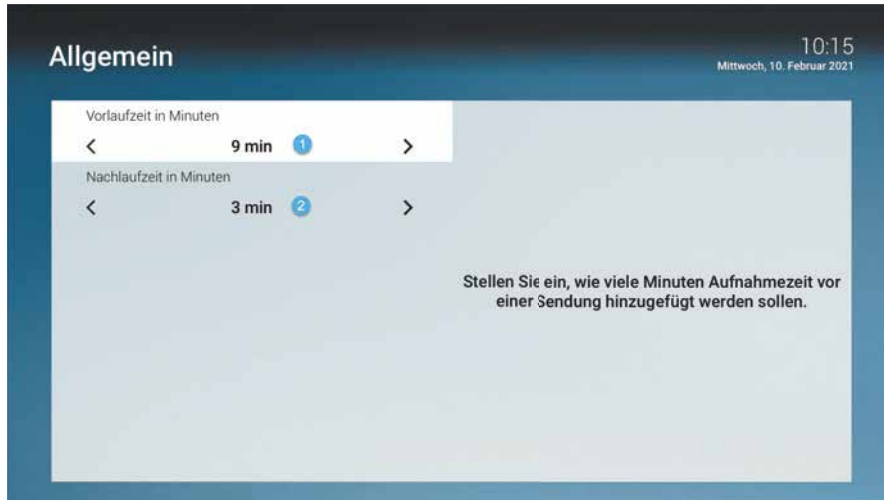 Allgemein
10:15
Mittwoch, 10. Februar 2021
Vorlaufzeit in Minuten
< 9 min 1 >
Nachlaufzeit in Minuten
< 3 min 2 >
Stellen Sie ein, wie viele Minuten Aufnahmezeit vor
einer Sendung hinzugefügt werden sollen.